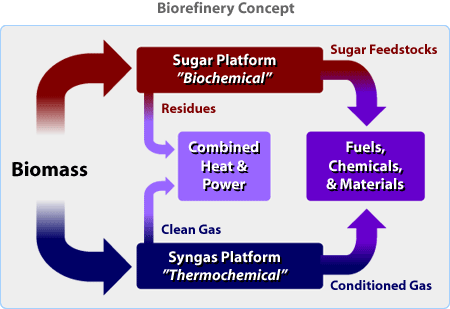 Biorefinery Concept
Sugar Platform
"Biochemical"
Sugar Feedstocks
Residues
Combined
Heat &
Power
Fuels,
Chemicals,
& Materials
Biomass
Clean Gas
Syngas Platform
"Thermochemical"
Conditioned Gas